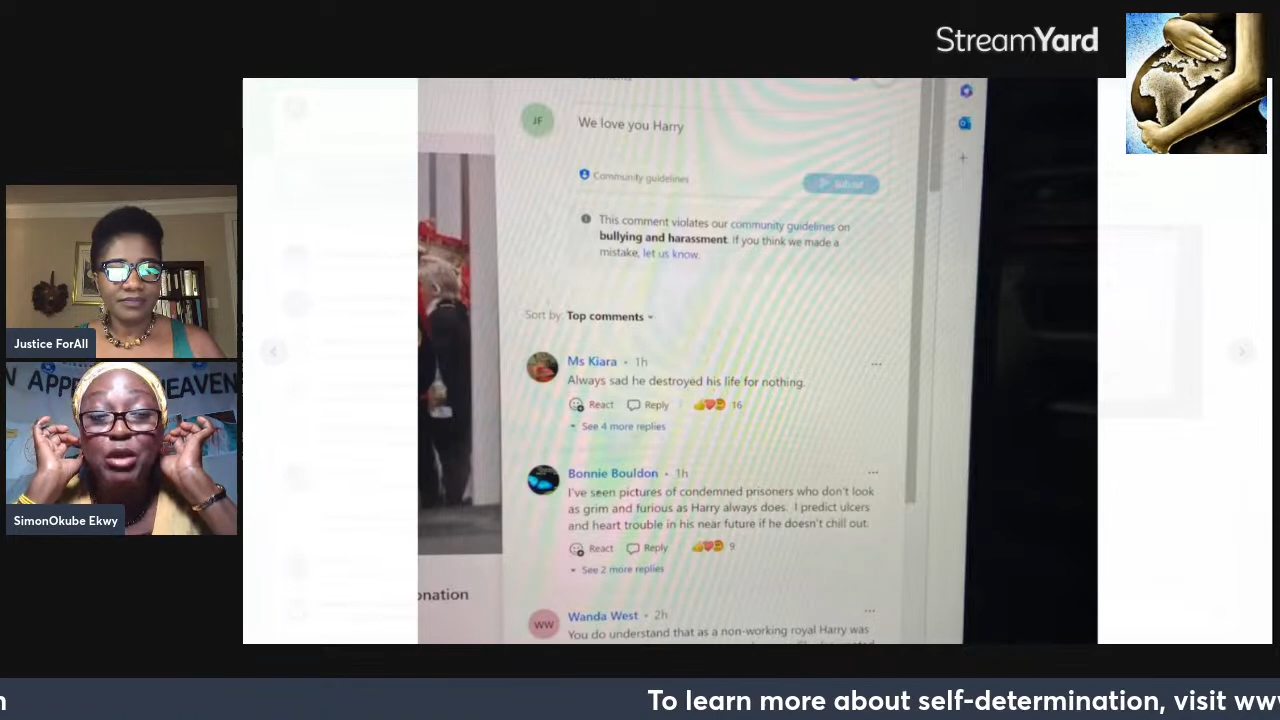 StreamYard
JF
We love you Harry
Community guidelines
Submit
This comment violates our community guidelines on
bullying and harassment. If you think we made a
mistake, let us know.
Sort by: Top comments
Ms Kiara • 1h
Always sad he destroyed his life for nothing.
React Reply 16
See 4 more replies
Bonnie Bouldon • 1h
I've seen pictures of condemned prisoners who don't look
as grim and furious as Harry always does. I predict ulcers
and heart trouble in his near future if he doesn't chill out.
React Reply 9
See 2 more replies
onation
WW
Wanda West • 2h
You do understand that as a non-working royal Harry was
Justice ForAll
N APPR HEAVEN
SimonOkube Ekwy
n
To learn more about self-determination, visit www